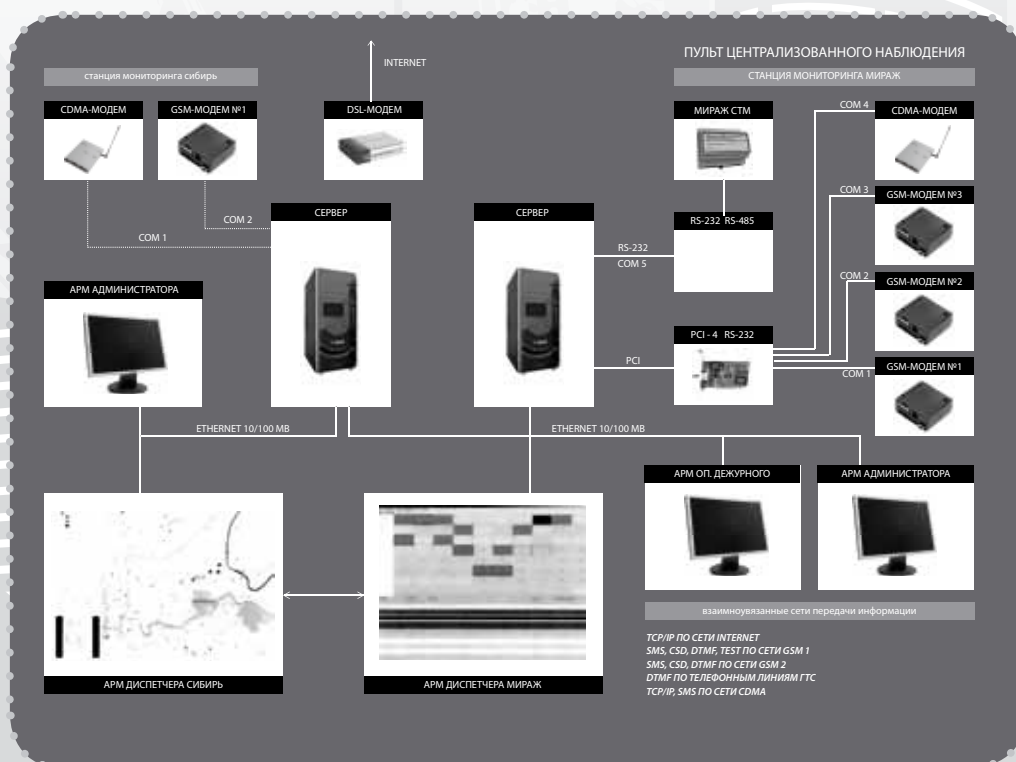 ПУЛЬТ ЦЕНТРАЛИЗОВАННОГО НАБЛЮДЕНИЯ
INTERNET
станция мониторинга сибирь
СТАНЦИЯ МОНИТОРИНГА МИРАЖ
CDMA-МОДЕМ
GSM-МОДЕМ №1
DSL-МОДЕМ
МИРАЖ СТМ
COM 4
CDMA-МОДЕМ
COM 3
GSM-МОДЕМ №3
СЕРВЕР
СЕРВЕР
COM 2
COM 1
RS-232 RS-485
RS-232
COM 5
COM 2
GSM-МОДЕМ №2
АРМ АДМИНИСТРАТОРА
PCI - 4 RS-232
PCI
COM 1
GSM-МОДЕМ №1
ETHERNET 10/100 MB
ETHERNET 10/100 MB
АРМ ОП. ДЕЖУРНОГО
АРМ АДМИНИСТРАТОРА
взаимноувязанные сети передачи информации
TCP/IP ПО СЕТИ INTERNET
SMS, CSD, DTMF, TEST ПО СЕТИ GSM 1
SMS, CSD, DTMF ПО СЕТИ GSM 2
DTMF ПО ТЕЛЕФОННЫМ ЛИНИЯМ ГТС
TCP/IP, SMS ПО СЕТИ CDMA
АРМ ДИСПЕТЧЕРА СИБИРЬ
АРМ ДИСПЕТЧЕРА МИРАЖ